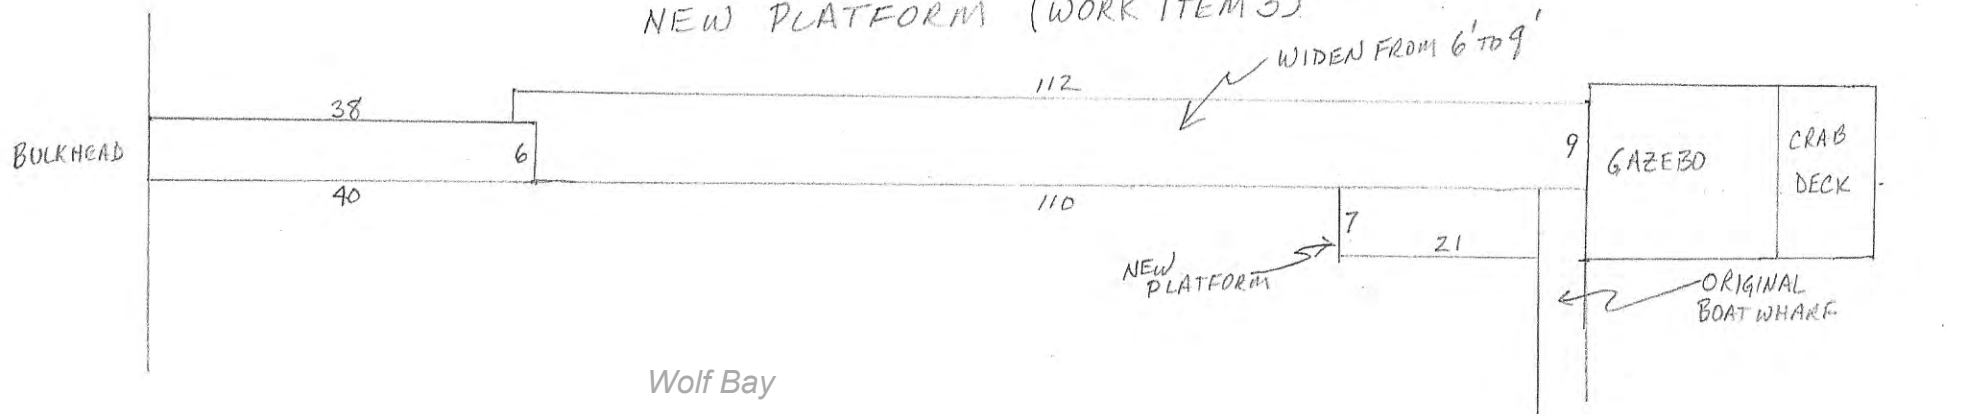 NEW PLATFORM (WORK ITEM 3)
WIDEN FROM 6' TO 9'
112
38
BULKHEAD
6
9
GAZEBO
CRAB
DECK
40
110
7
21
NEW
PLATFORM
ORIGINAL
BOAT WHARF
Wolf Bay